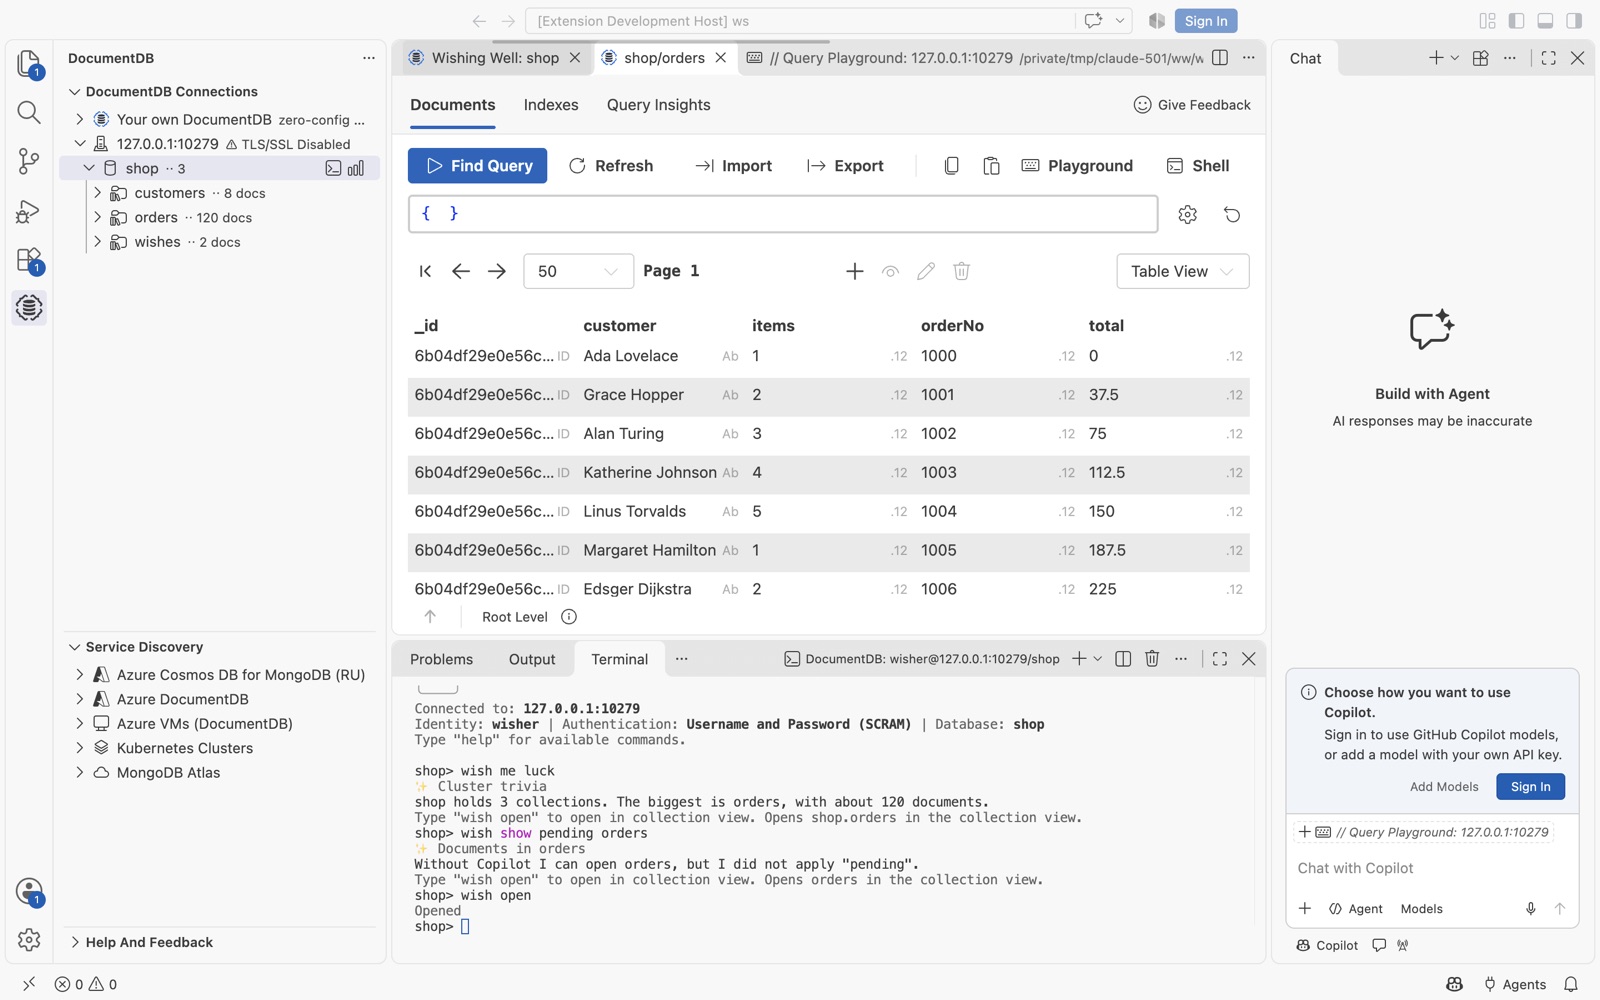 [Extension Development Host] ws
Sign In
1
1
1
DocumentDB
DocumentDB Connections
Your own DocumentDB zero-config ...
127.0.0.1:10279 TLS/SSL Disabled
shop ·· 3
customers ·· 8 docs
orders ·· 120 docs
wishes ·· 2 docs
Service Discovery
Azure Cosmos DB for MongoDB (RU)
Azure DocumentDB
Azure VMs (DocumentDB)
Kubernetes Clusters
MongoDB Atlas
Help And Feedback
Wishing Well: shop
shop/orders
// Query Playground: 127.0.0.1:10279 /private/tmp/claude-501/ww/w
Documents Indexes Query Insights
Give Feedback
Find Query Refresh Import Export Playground Shell
{ }
50 Page 1
Table View
_id customer items orderNo total
6b04df29e0e56c... ID Ada Lovelace Ab 1 .12 1000 .12 0 .12
6b04df29e0e56c... ID Grace Hopper Ab 2 .12 1001 .12 37.5 .12
6b04df29e0e56c... ID Alan Turing Ab 3 .12 1002 .12 75 .12
6b04df29e0e56c... ID Katherine Johnson Ab 4 .12 1003 .12 112.5 .12
6b04df29e0e56c... ID Linus Torvalds Ab 5 .12 1004 .12 150 .12
6b04df29e0e56c... ID Margaret Hamilton Ab 1 .12 1005 .12 187.5 .12
6b04df29e0e56c... ID Edsger Dijkstra Ab 2 .12 1006 .12 225 .12
Root Level
Problems Output Terminal ···
DocumentDB: wisher@127.0.0.1:10279/shop
Connected to: 127.0.0.1:10279
Identity: wisher | Authentication: Username and Password (SCRAM) | Database: shop
Type "help" for available commands.
shop> wish me luck
✨ Cluster trivia
shop holds 3 collections. The biggest is orders, with about 120 documents.
Type "wish open" to open in collection view. Opens shop.orders in the collection view.
shop> wish show pending orders
✨ Documents in orders
Without Copilot I can open orders, but I did not apply "pending".
Type "wish open" to open in collection view. Opens orders in the collection view.
shop> wish open
Opened
shop>
Chat
Build with Agent
AI responses may be inaccurate
Choose how you want to use
Copilot.
Sign in to use GitHub Copilot models,
or add a model with your own API key.
Add Models Sign In
// Query Playground: 127.0.0.1:10279
Chat with Copilot
Agent Models
Copilot
0 0
Agents